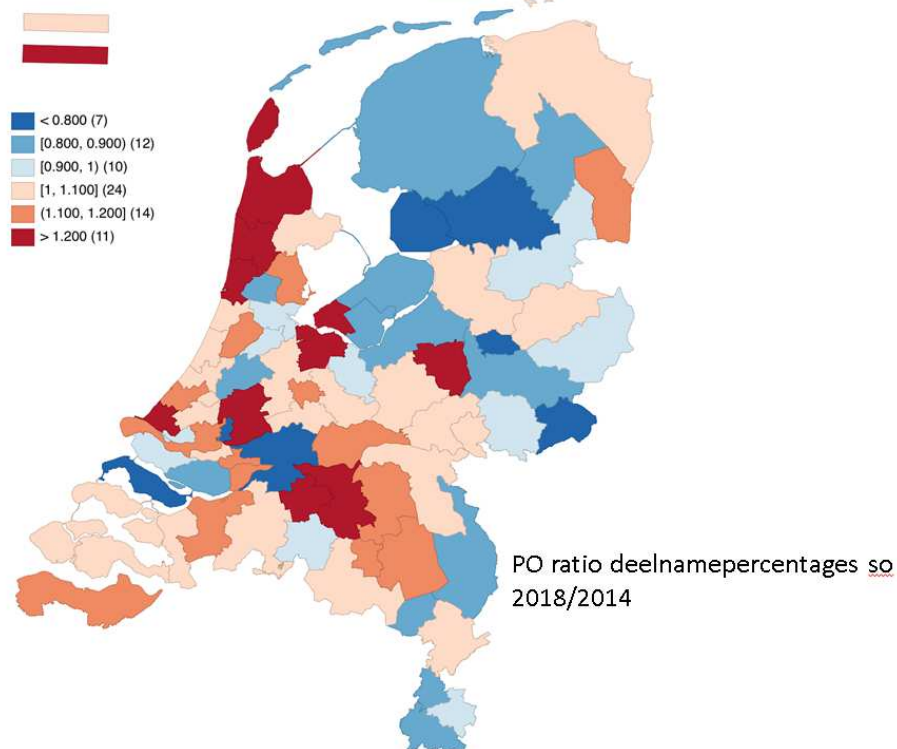 < 0.800 (7)
[0.800, 0.900) (12)
[0.900, 1) (10)
[1, 1.100] (24)
(1.100, 1.200] (14)
> 1.200 (11)
PO ratio deelnamepercentages so
2018/2014